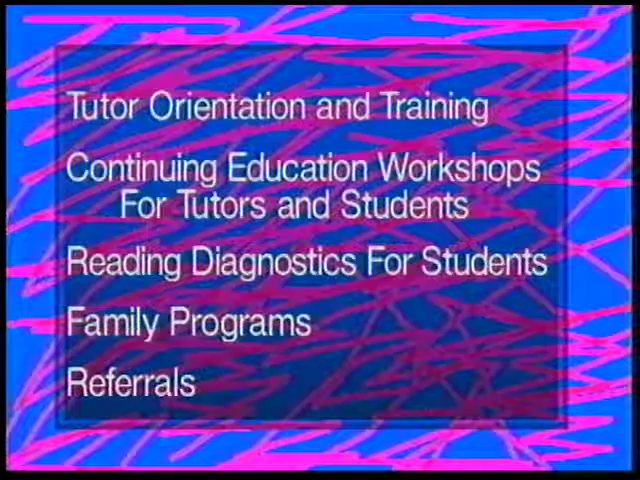 Tutor Orientation and Training
Continuing Education Workshops
For Tutors and Students
Reading Diagnostics For Students
Family Programs
Referrals